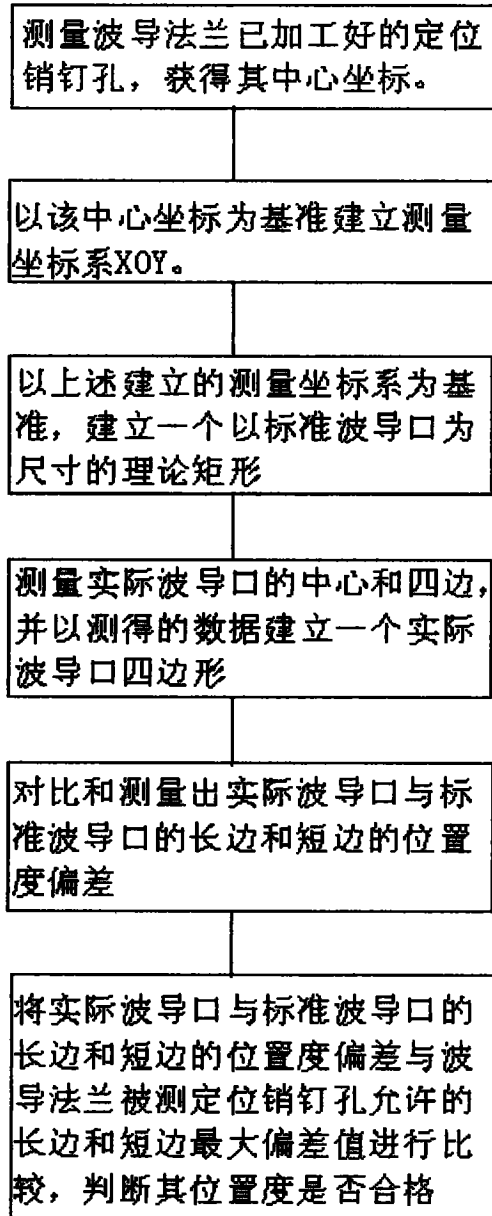 测量波导法兰已加工好的定位
销钉孔，获得其中心坐标。
以该中心坐标为基准建立测量
坐标系XOY。
以上述建立的测量坐标系为基
准，建立一个以标准波导口为
尺寸的理论矩形
测量实际波导口的中心和四边，
并以测得的数据建立一个实际
波导口四边形
对比和测量出实际波导口与标
准波导口的长边和短边的位置
度偏差
将实际波导口与标准波导口的
长边和短边的位置度偏差与波
导法兰被测定位销钉孔允许的
长边和短边最大偏差值进行比
较，判断其位置度是否合格